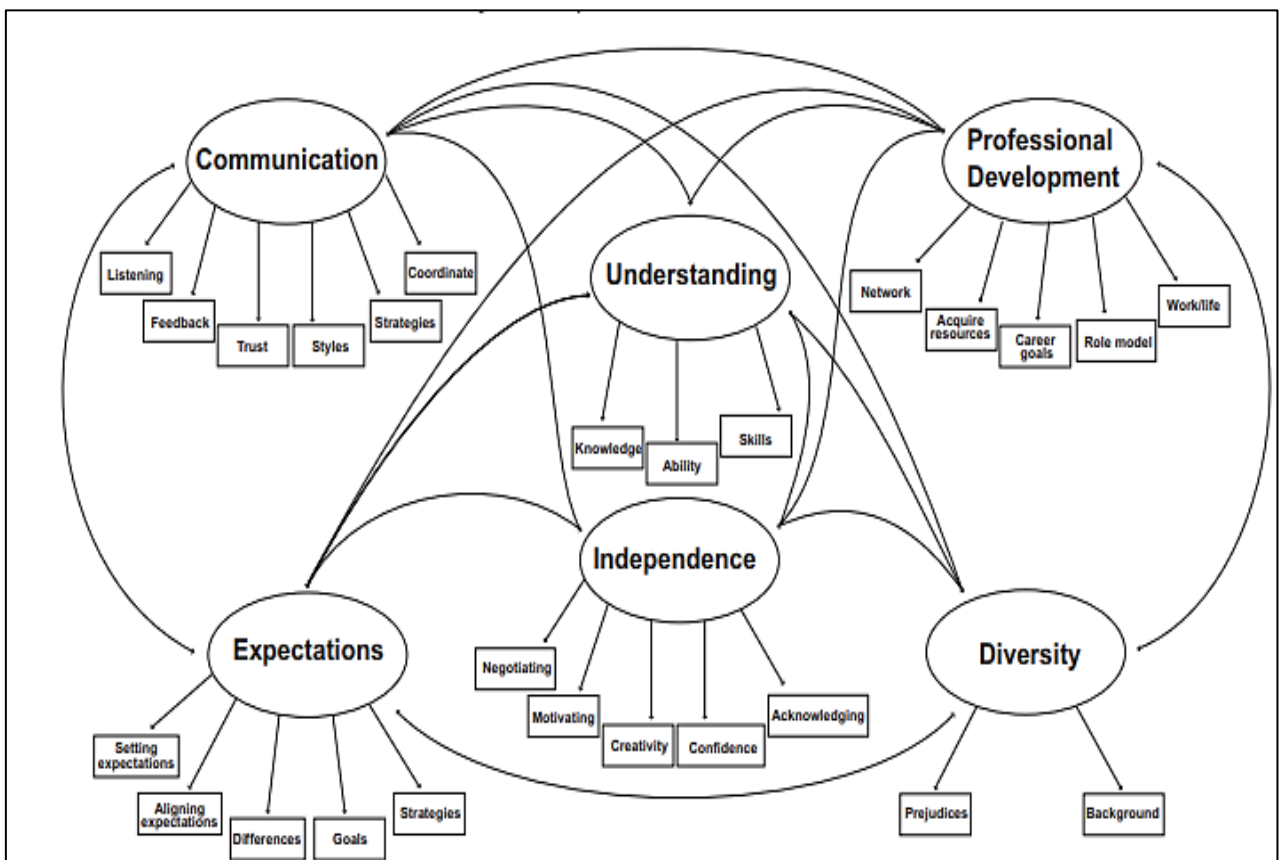 Communication
Professional
Development
Listening
Feedback
Trust
Styles
Strategies
Coordinate
Understanding
Network
Acquire
resources
Career
goals
Role model
Work/life
Knowledge
Ability
Skills
Independence
Expectations
Diversity
Negotiating
Motivating
Creativity
Confidence
Acknowledging
Setting
expectations
Aligning
expectations
Differences
Goals
Strategies
Prejudices
Background